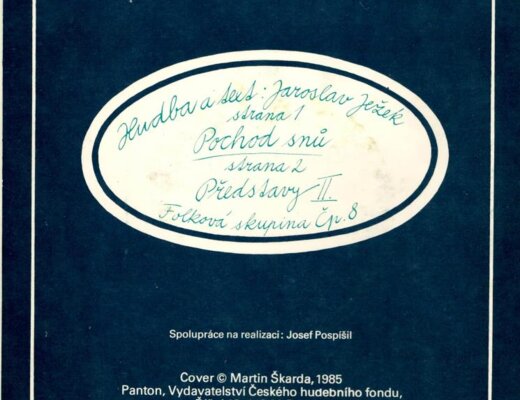 Hudba a text: Jaroslav Ježek
strana 1
Pochod snů
strana 2
Představy II.
Folková skupina Čp. 8
Spolupráce na realizaci: Josef Pospíšil
Cover © Martin Škarda, 1985
Panton, Vydavatelství Českého hudebního fondu,